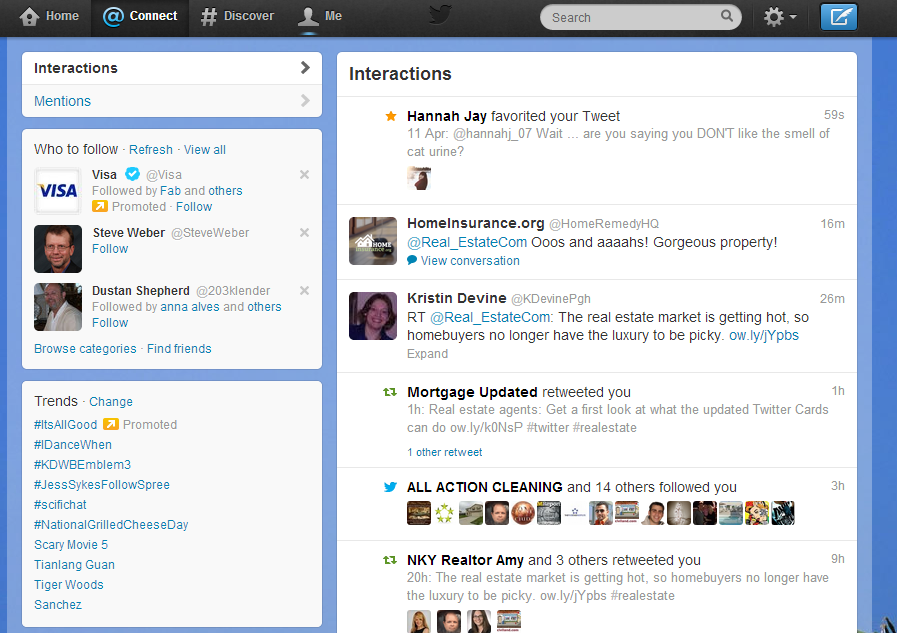 Home
Connect
Discover
Me
Search
Interactions
Mentions
Who to follow · Refresh · View all
VISA
Visa @Visa
Followed by Fab and others
Promoted · Follow
Steve Weber @SteveWeber
Follow
Dustan Shepherd @203klender
Followed by anna alves and others
Follow
Browse categories · Find friends
Trends · Change
#ItsAllGood Promoted
#IDanceWhen
#KDWBEmblem3
#JessSykesFollowSpree
#scifichat
#NationalGrilledCheeseDay
Scary Movie 5
Tianlang Guan
Tiger Woods
Sanchez
Interactions
Hannah Jay favorited your Tweet 59s
11 Apr: @hannahj_07 Wait ... are you saying you DON'T like the smell of
cat urine?
HOME
HomeInsurance.org @HomeRemedyHQ 16m
@Real_EstateCom Ooos and aaaahs! Gorgeous property!
View conversation
Kristin Devine @KDevinePgh 26m
RT @Real_EstateCom: The real estate market is getting hot, so
homebuyers no longer have the luxury to be picky. ow.ly/jYpbs
Expand
Mortgage Updated retweeted you 1h
1h: Real estate agents: Get a first look at what the updated Twitter Cards
can do ow.ly/k0NsP #twitter #realestate
1 other retweet
ALL ACTION CLEANING and 14 others followed you 3h
NKY Realtor Amy and 3 others retweeted you 9h
20h: The real estate market is getting hot, so homebuyers no longer have
the luxury to be picky. ow.ly/jYpbs #realestate